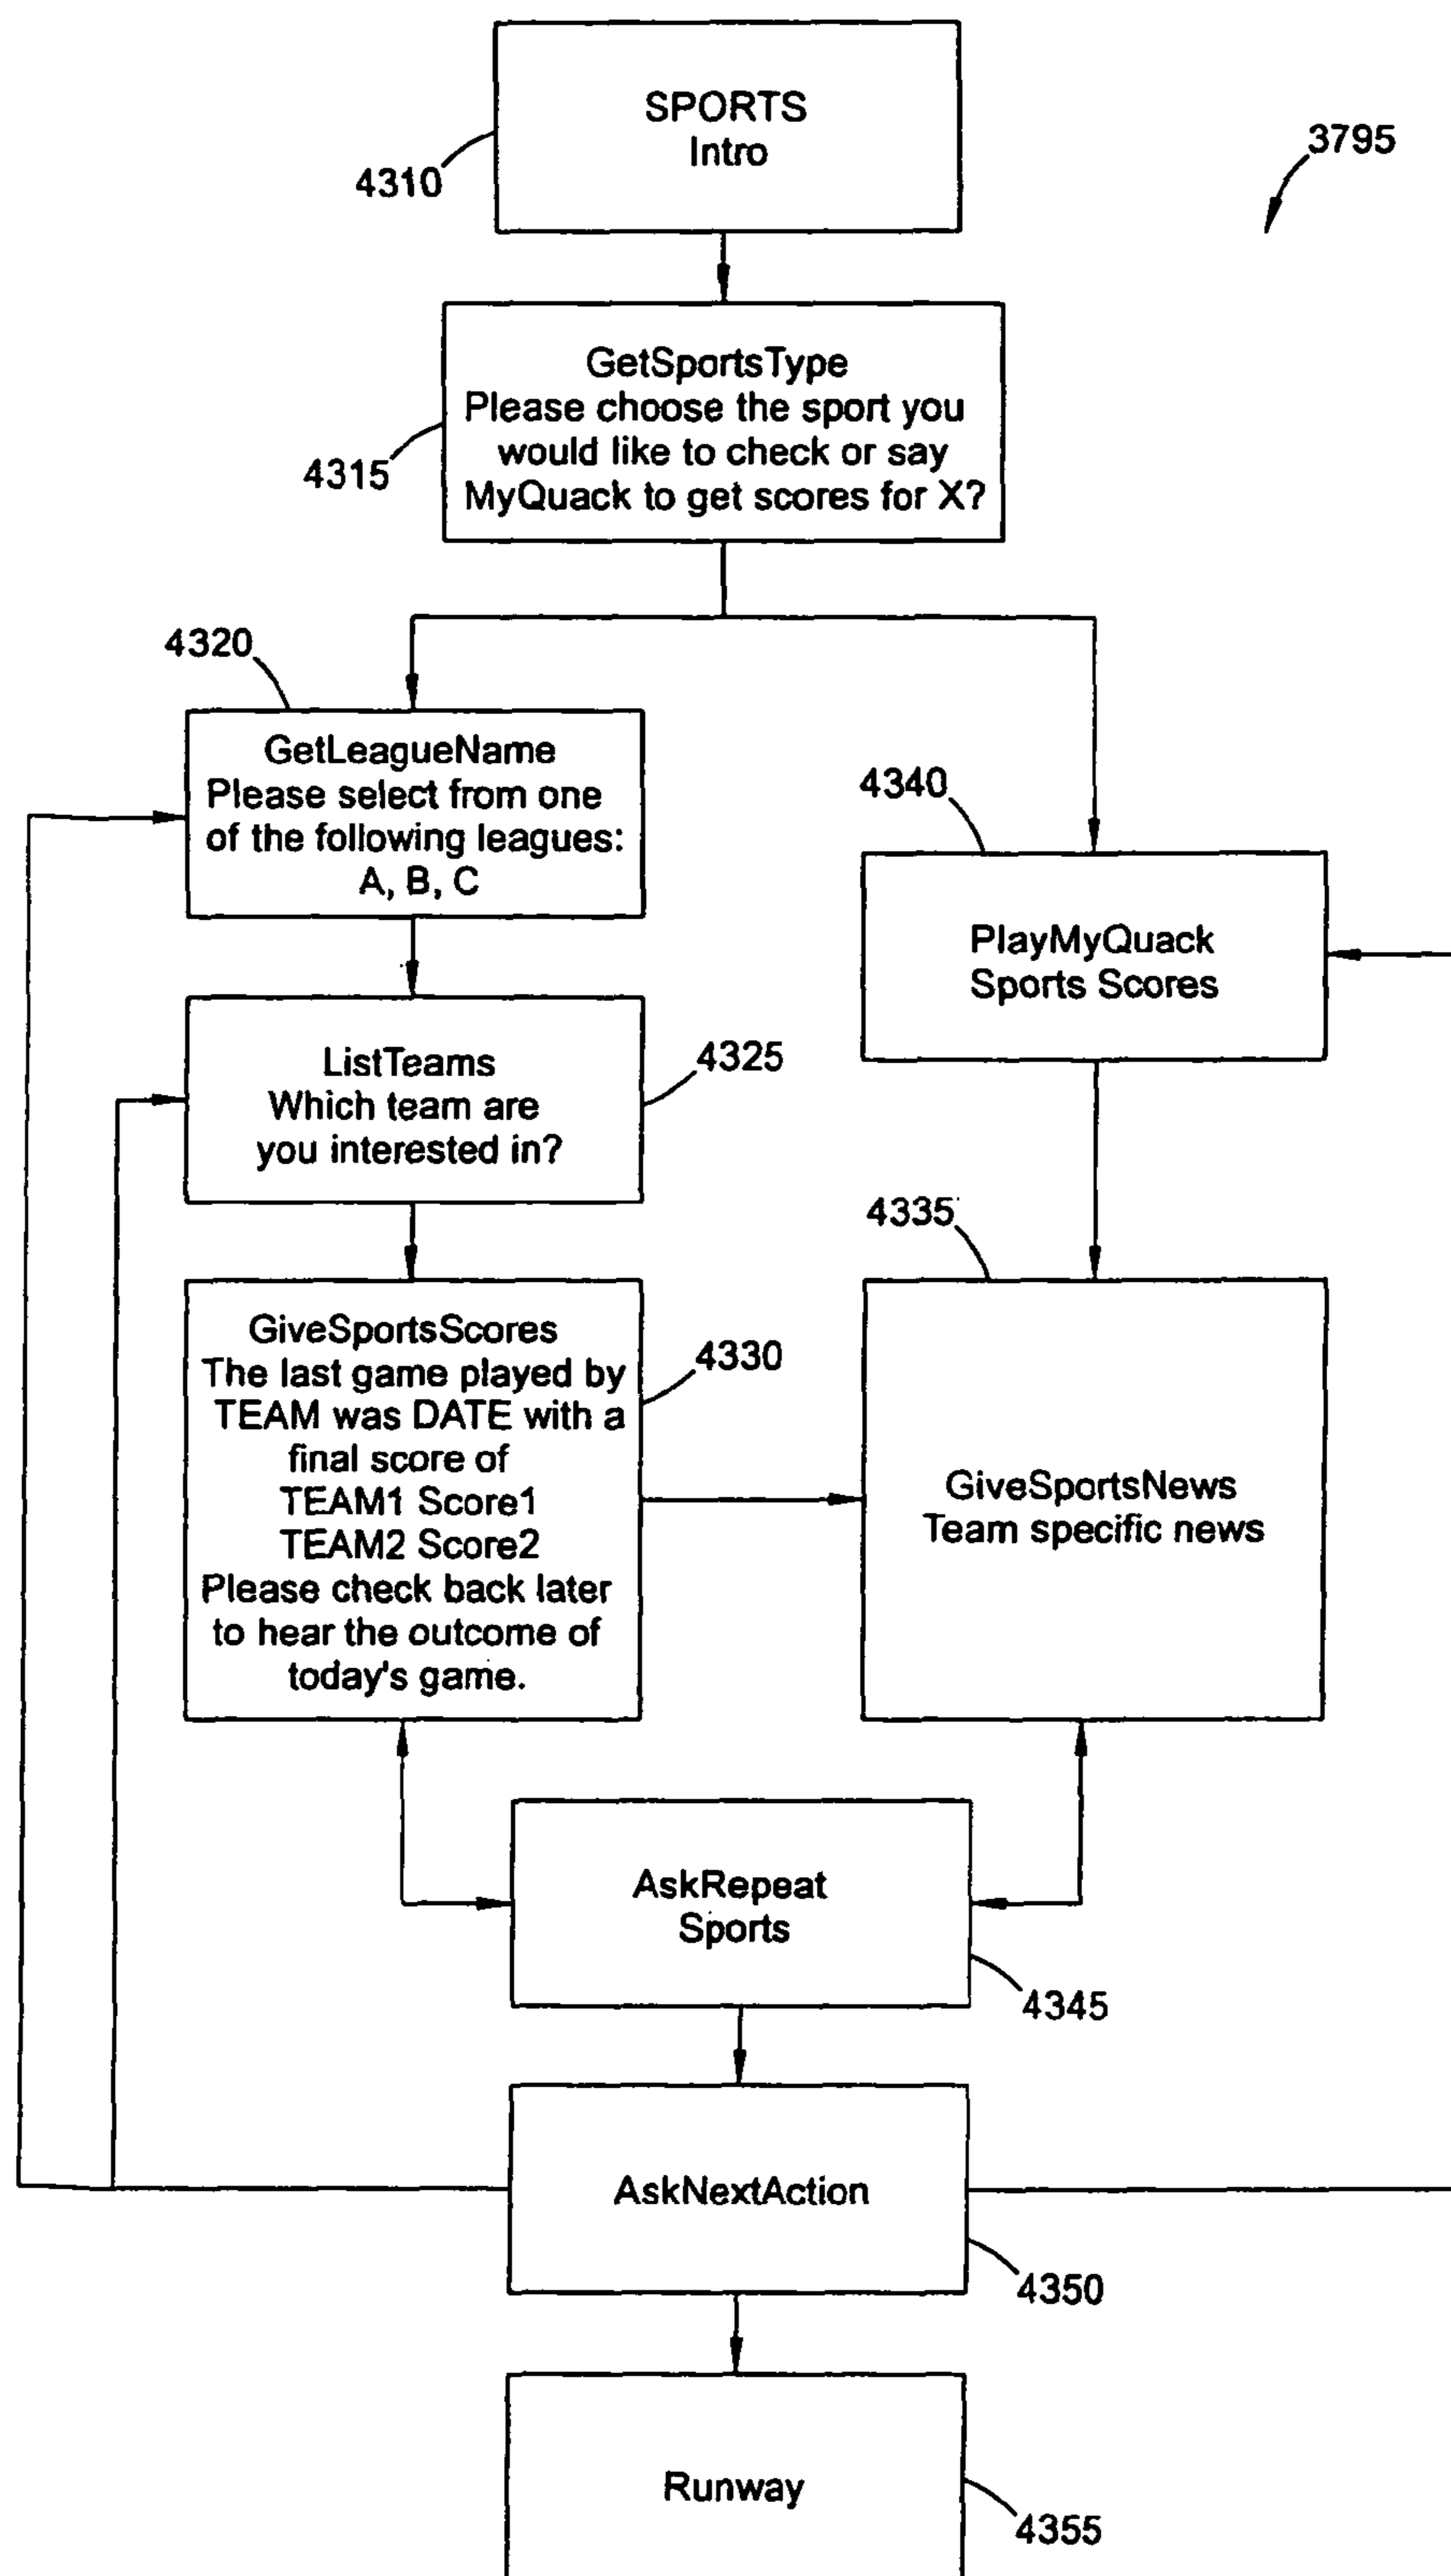 SPORTS
Intro
4310
3795
GetSportsType
Please choose the sport you
would like to check or say
MyQuack to get scores for X?
4315
4320
GetLeagueName
Please select from one
of the following leagues:
A, B, C
4340
PlayMyQuack
Sports Scores
ListTeams
Which team are
you interested in?
4325
4335
GiveSportsScores
The last game played by
TEAM was DATE with a
final score of
TEAM1 Score1
TEAM2 Score2
Please check back later
to hear the outcome of
today's game.
4330
GiveSportsNews
Team specific news
AskRepeat
Sports
4345
AskNextAction
4350
Runway
4355